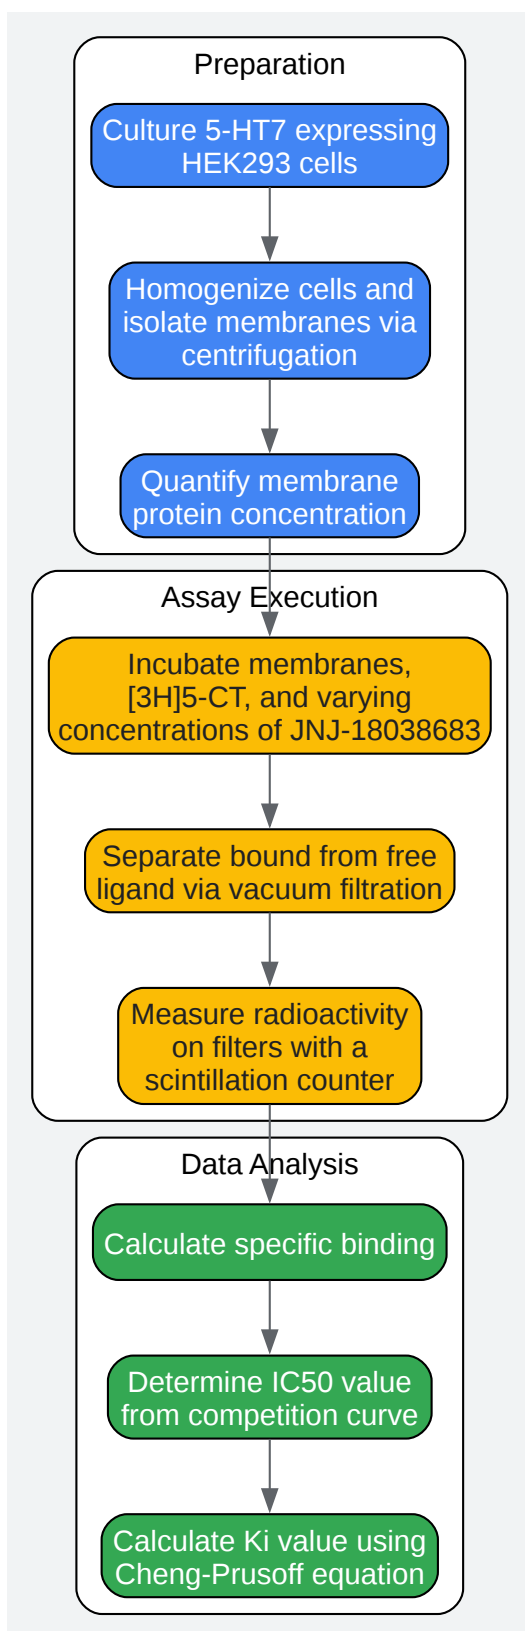 Preparation
Culture 5-HT7 expressing
HEK293 cells
Homogenize cells and
isolate membranes via
centrifugation
Quantify membrane
protein concentration
Assay Execution
Incubate membranes,
[3H]5-CT, and varying
concentrations of JNJ-18038683
Separate bound from free
ligand via vacuum filtration
Measure radioactivity
on filters with a
scintillation counter
Data Analysis
Calculate specific binding
Determine IC50 value
from competition curve
Calculate Ki value using
Cheng-Prusoff equation